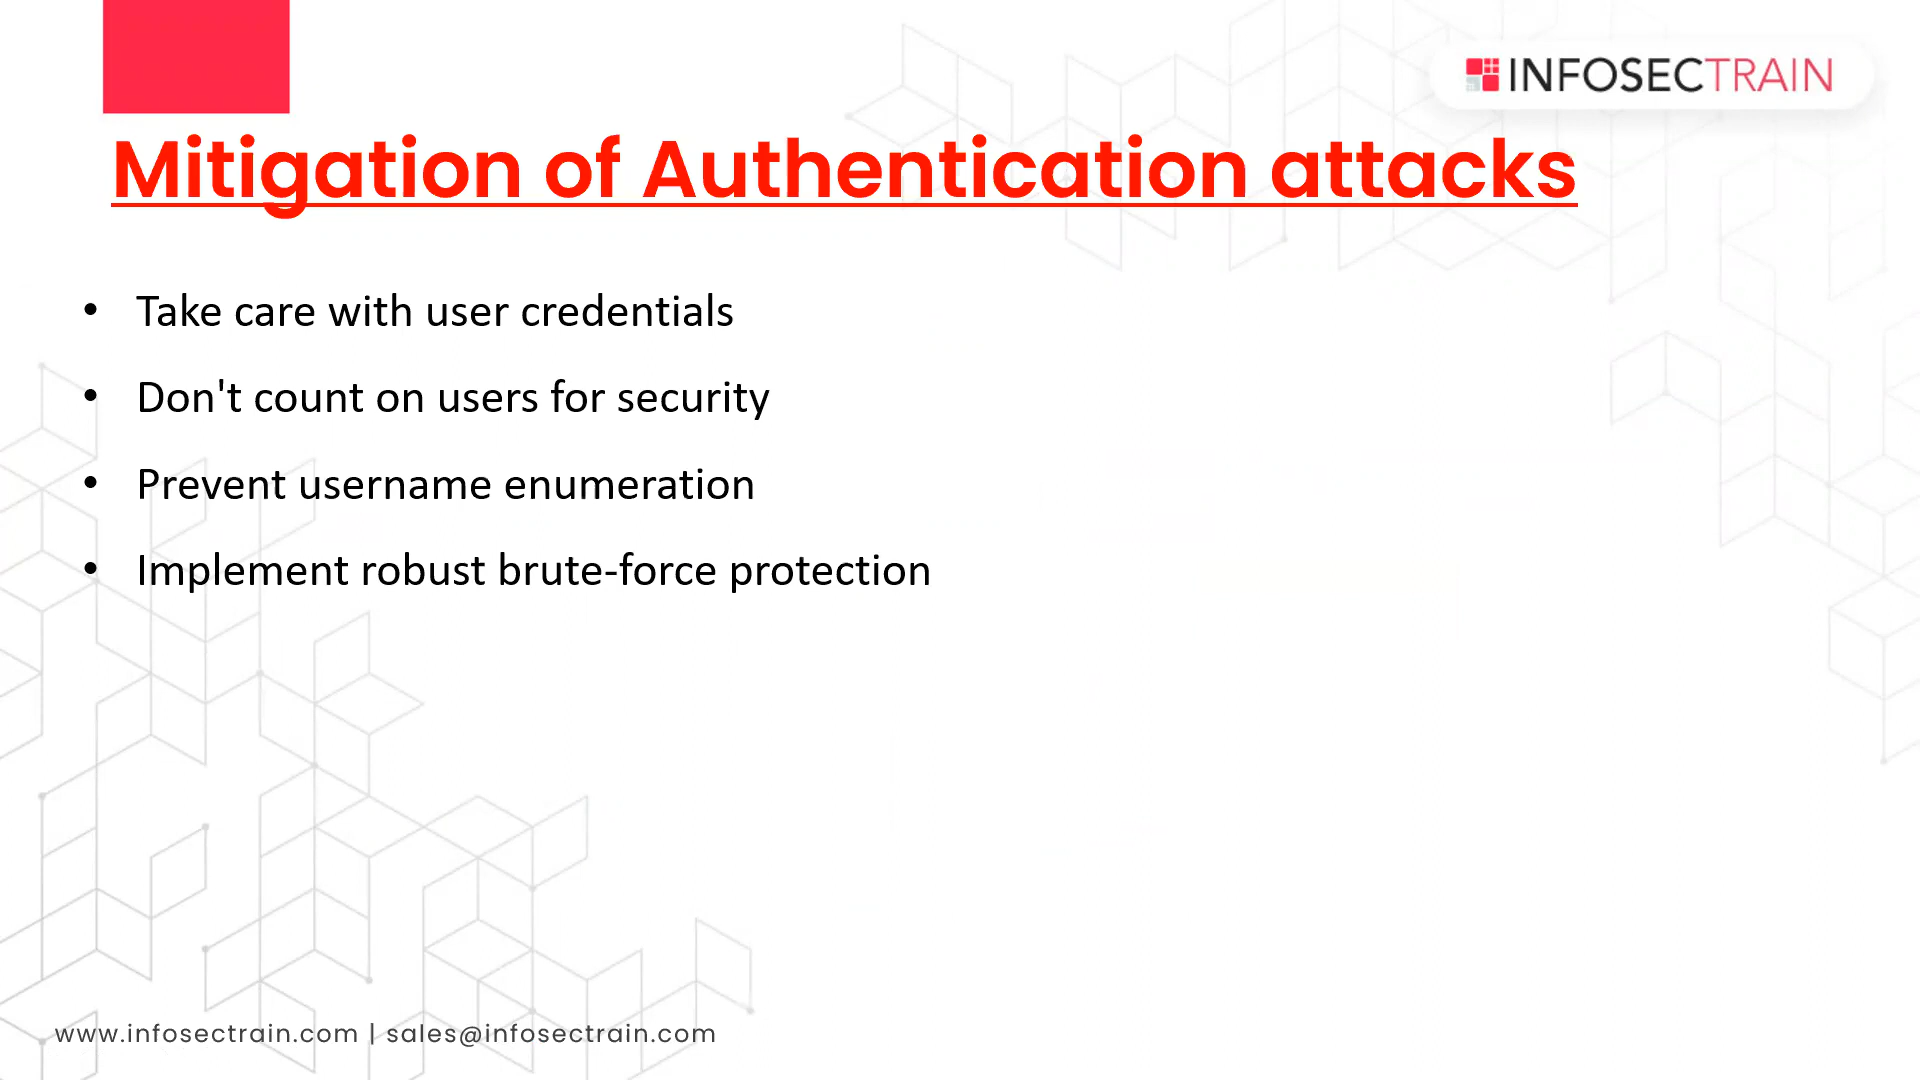 INFOSECTRAIN
Mitigation of Authentication attacks
• Take care with user credentials
• Don't count on users for security
• Prevent username enumeration
• Implement robust brute-force protection
www.infosectrain.com | sales@infosectrain.com